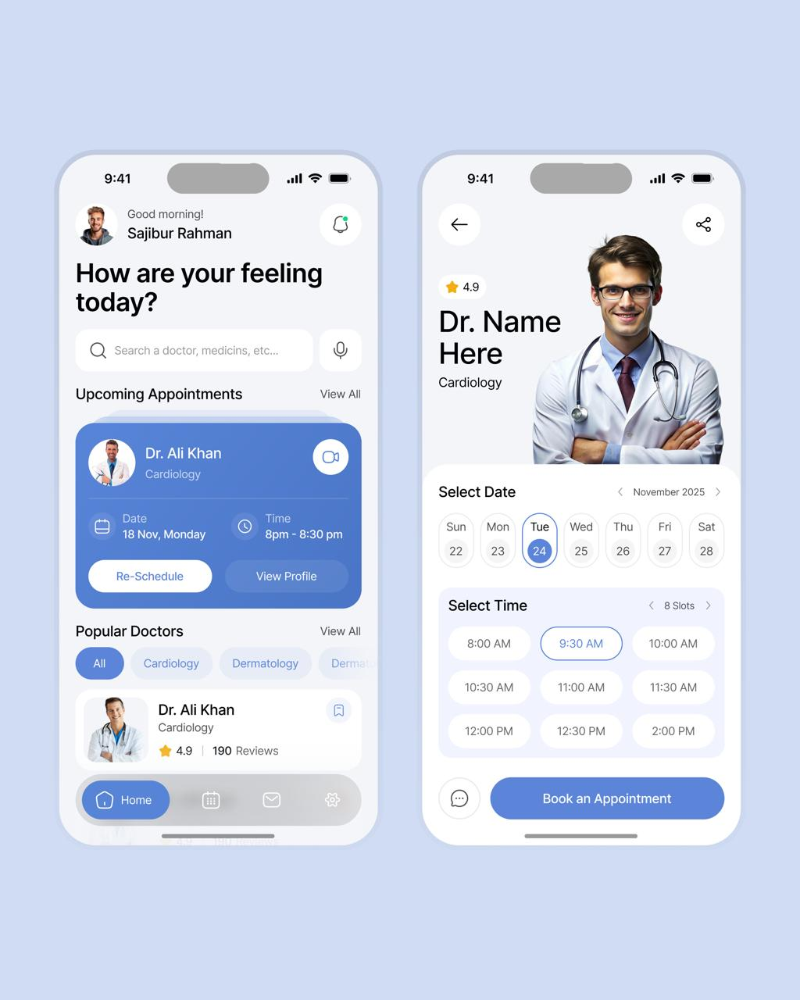 9:41
Good morning!
Sajibur Rahman
How are your feeling
today?
Search a doctor, medicins, etc...
Upcoming Appointments
View All
Dr. Ali Khan
Cardiology
Date
18 Nov, Monday
Time
8pm - 8:30 pm
Re-Schedule
View Profile
Popular Doctors
View All
All
Cardiology
Dermatology
Dermato
Dr. Ali Khan
Cardiology
4.9
190 Reviews
Home
4.9 190 Reviews
9:41
4.9
Dr. Name
Here
Cardiology
Select Date
November 2025
Sun Mon Tue Wed Thu Fri Sat
22 23 24 25 26 27 28
Select Time
8 Slots
8:00 AM 9:30 AM 10:00 AM
10:30 AM 11:00 AM 11:30 AM
12:00 PM 12:30 PM 2:00 PM
Book an Appointment